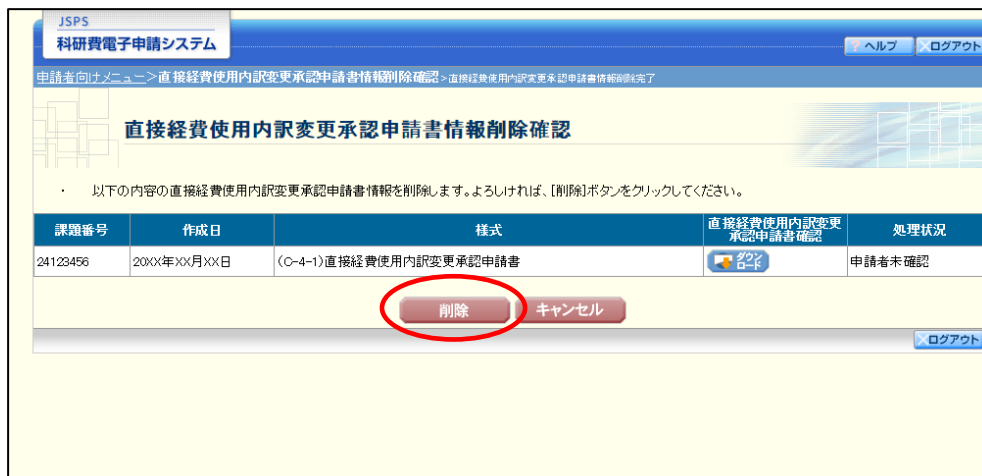 JSPS
科研費電子申請システム
? ヘルプ
ログアウト
申請者向けメニュー>直接経費使用内訳変更承認申請書情報削除確認>直接経費使用内訳変更承認申請書情報削除完了
直接経費使用内訳変更承認申請書情報削除確認
・ 以下の内容の直接経費使用内訳変更承認申請書情報を削除します。よろしければ、[削除]ボタンをクリックしてください。
課題番号 作成日 様式 直接経費使用内訳変更 処理状況
承認申請書確認
24123456 20XX年XX月XX日 (C-4-1)直接経費使用内訳変更承認申請書 ダウン 申請者未確認
ロード
削除 キャンセル
ログアウト